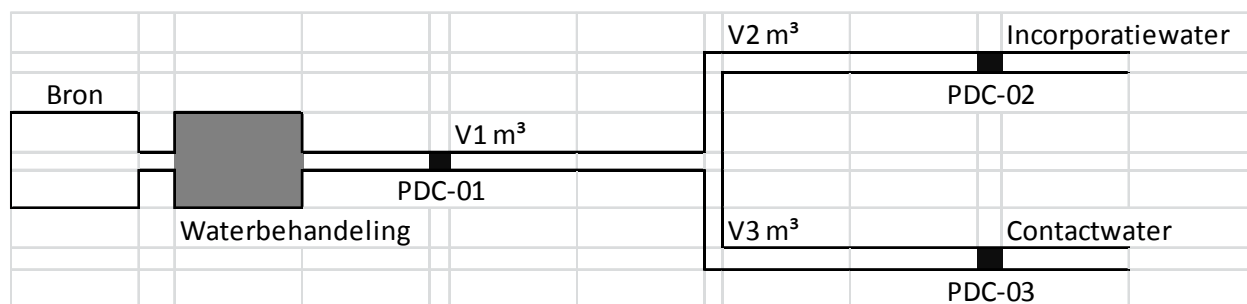 V2 m³
Incorporatiewater
PDC-02
Bron
V1 m³
PDC-01
Waterbehandeling
V3 m³
Contactwater
PDC-03